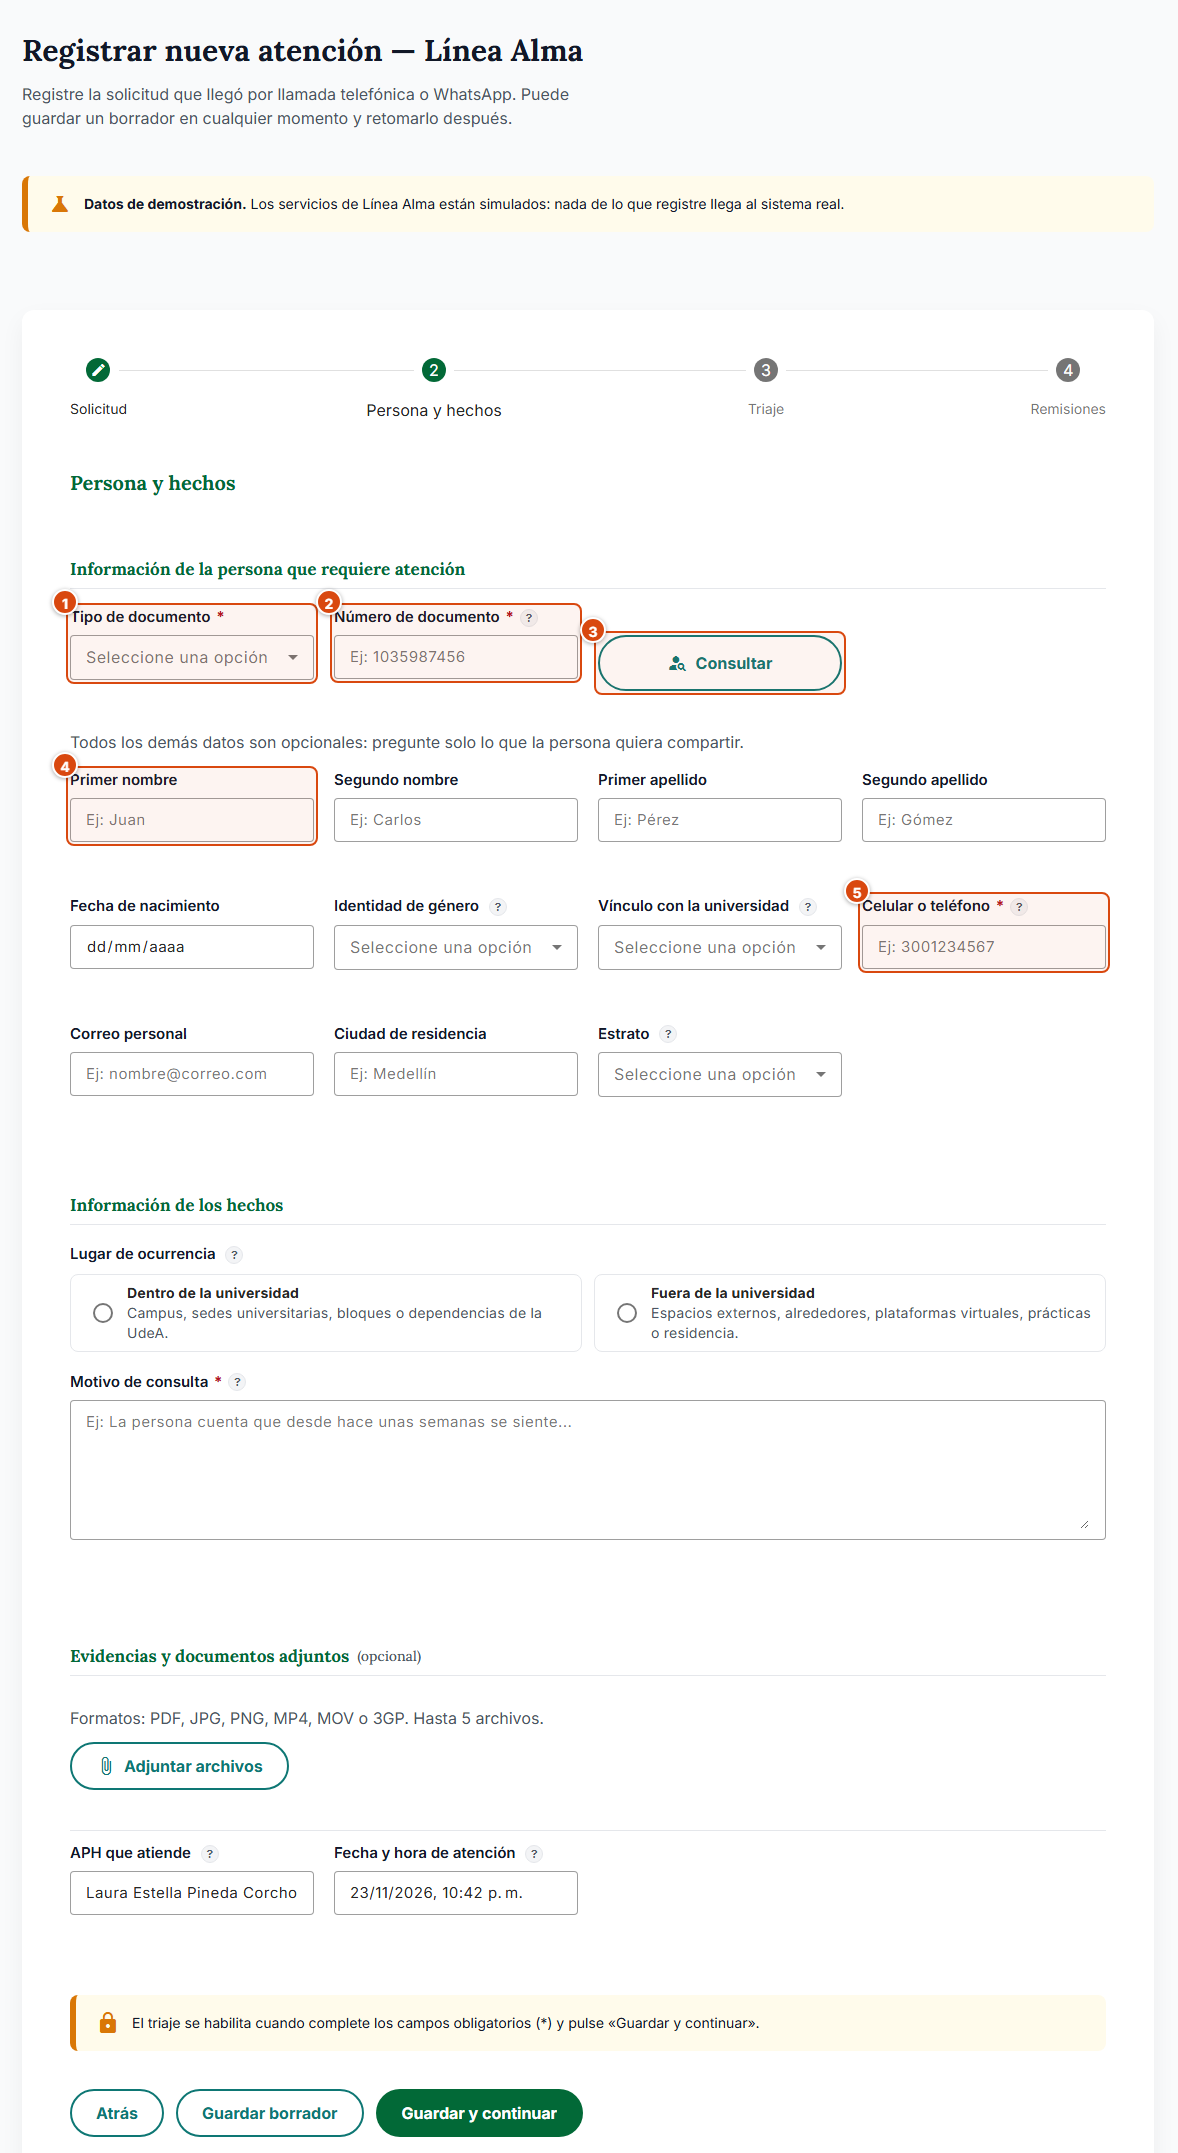 Registrar nueva atención — Línea Alma
Registre la solicitud que llegó por llamada telefónica o WhatsApp. Puede
guardar un borrador en cualquier momento y retomarlo después.
Datos de demostración. Los servicios de Línea Alma están simulados: nada de lo que registre llega al sistema real.
2 3 4
Solicitud Persona y hechos Triaje Remisiones
Persona y hechos
Información de la persona que requiere atención
1 2
Tipo de documento * Número de documento * ?
3
Seleccione una opción Ej: 1035987456 Consultar
Todos los demás datos son opcionales: pregunte solo lo que la persona quiera compartir.
4
Primer nombre Segundo nombre Primer apellido Segundo apellido
Ej: Juan Ej: Carlos Ej: Pérez Ej: Gómez
5
Fecha de nacimiento Identidad de género ? Vínculo con la universidad ? Celular o teléfono * ?
dd/mm/aaaa Seleccione una opción Seleccione una opción Ej: 3001234567
Correo personal Ciudad de residencia Estrato ?
Ej: nombre@correo.com Ej: Medellín Seleccione una opción
Información de los hechos
Lugar de ocurrencia ?
Dentro de la universidad
Campus, sedes universitarias, bloques o dependencias de la
UdeA.
Fuera de la universidad
Espacios externos, alrededores, plataformas virtuales, prácticas
o residencia.
Motivo de consulta * ?
Ej: La persona cuenta que desde hace unas semanas se siente...
Evidencias y documentos adjuntos (opcional)
Formatos: PDF, JPG, PNG, MP4, MOV o 3GP. Hasta 5 archivos.
Adjuntar archivos
APH que atiende ? Fecha y hora de atención ?
Laura Estella Pineda Corcho 23/11/2026, 10:42 p. m.
El triaje se habilita cuando complete los campos obligatorios (*) y pulse «Guardar y continuar».
Atrás Guardar borrador Guardar y continuar